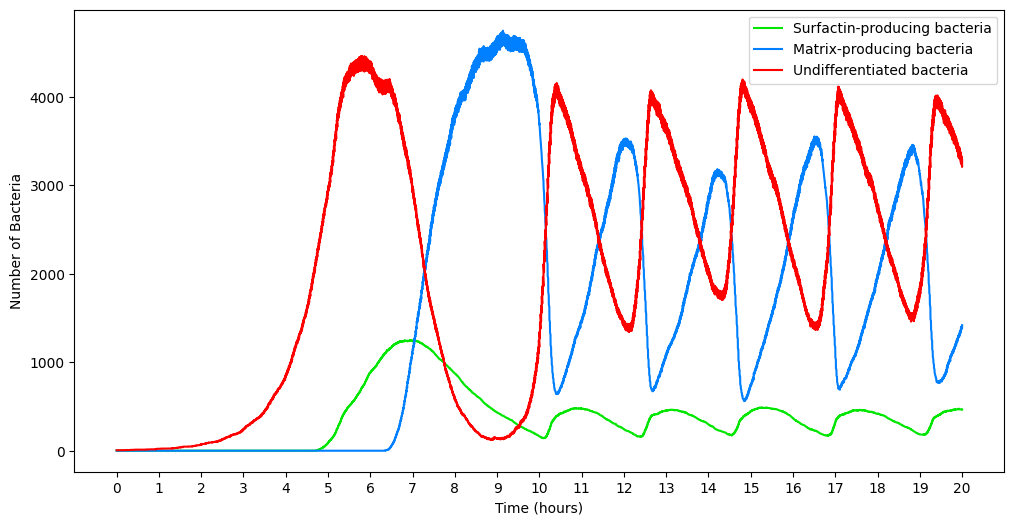 Surfactin-producing bacteria
Matrix-producing bacteria
Undifferentiated bacteria
Number of Bacteria
4000
3000
2000
1000
0
0 1 2 3 4 5 6 7 8 9 10 11 12 13 14 15 16 17 18 19 20
Time (hours)